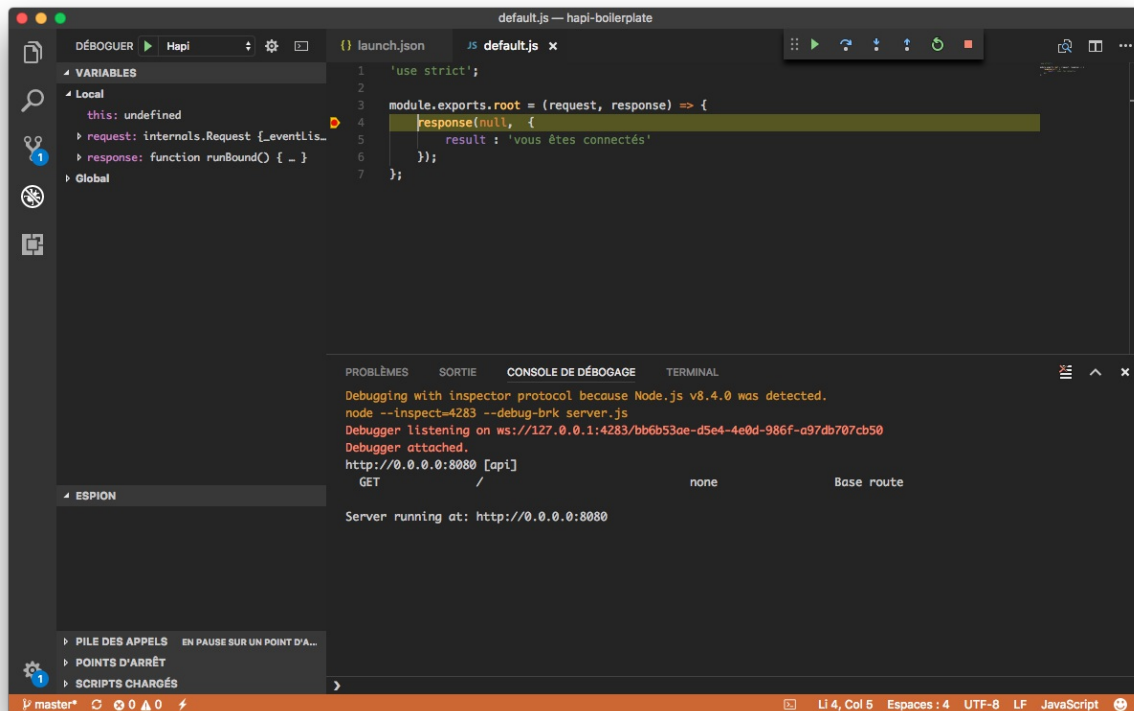 default.js — hapi-boilerplate
DÉBOGUER Hapi
VARIABLES
Local
this: undefined
request: internals.Request {_eventLis…
response: function runBound() { … }
Global
1
ESPION
PILE DES APPELS EN PAUSE SUR UN POINT D'A…
POINTS D'ARRÊT
SCRIPTS CHARGÉS
1
{} launch.json
JS default.js ×
1 'use strict';
2
3 module.exports.root = (request, response) => {
4 response(null, {
5 result : 'vous êtes connectés'
6 });
7 };
PROBLÈMES SORTIE CONSOLE DE DÉBOGAGE TERMINAL
Debugging with inspector protocol because Node.js v8.4.0 was detected.
node --inspect=4283 --debug-brk server.js
Debugger listening on ws://127.0.0.1:4283/bb6b53ae-d5e4-4e0d-986f-a97db707cb50
Debugger attached.
http://0.0.0.0:8080 [api]
GET / none Base route
Server running at: http://0.0.0.0:8080
master* 0 0 Li 4, Col 5 Espaces : 4 UTF-8 LF JavaScript